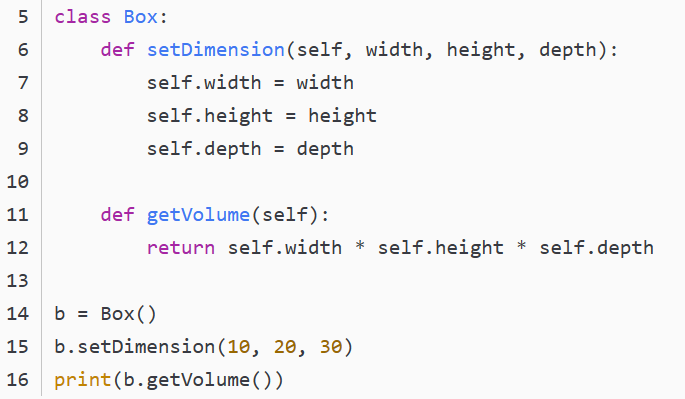 5 class Box:
6     def setDimension(self, width, height, depth):
7         self.width = width
8         self.height = height
9         self.depth = depth
10
11     def getVolume(self):
12         return self.width * self.height * self.depth
13
14 b = Box()
15 b.setDimension(10, 20, 30)
16 print(b.getVolume())